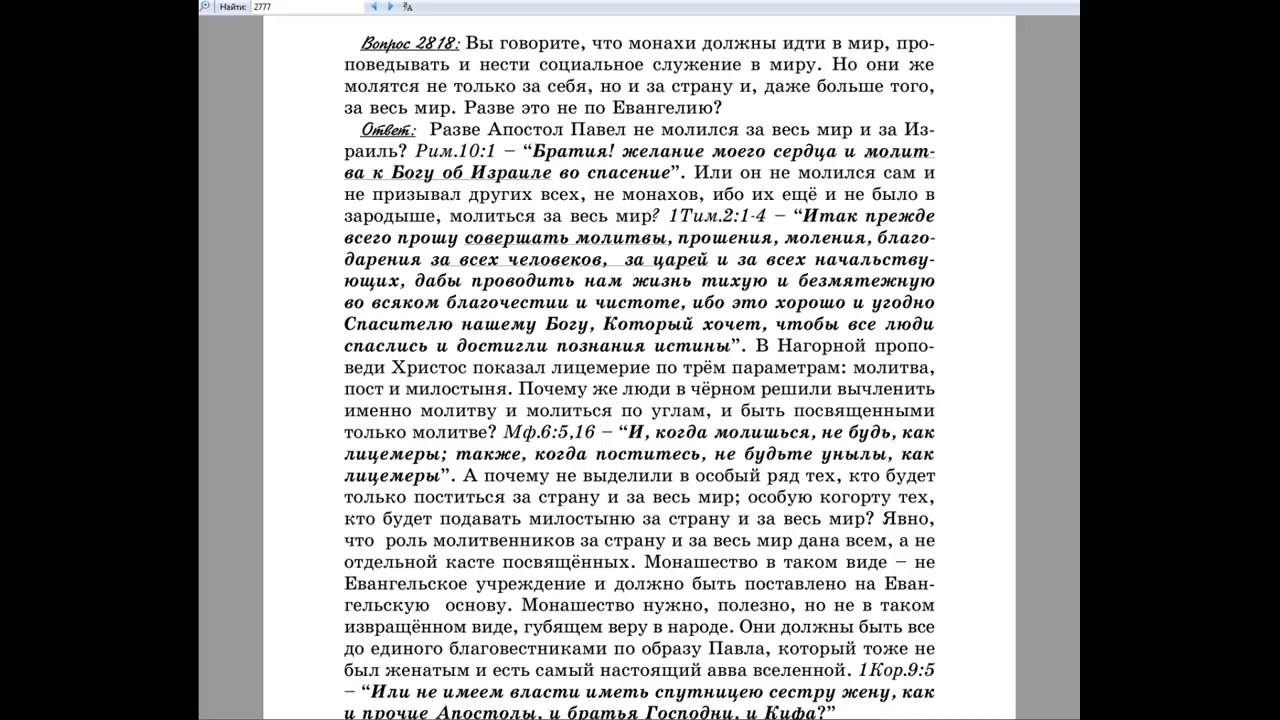 Найти: 2777
Вопрос 2818: Вы говорите, что монахи должны идти в мир, про-
поведывать и нести социальное служение в миру. Но они же
молятся не только за себя, но и за страну и, даже больше того,
за весь мир. Разве это не по Евангелию?
Ответ: Разве Апостол Павел не молился за весь мир и за Из-
раиль? Рим.10:1 – “Братия! желание моего сердца и молит-
ва к Богу об Израиле во спасение”. Или он не молился сам и
не призывал других всех, не монахов, ибо их ещё и не было в
зародыше, молиться за весь мир? 1Тим.2:1-4 – “Итак прежде
всего прошу совершать молитвы, прошения, моления, благо-
дарения за всех человеков, за царей и за всех начальству-
ющих, дабы проводить нам жизнь тихую и безмятежную
во всяком благочестии и чистоте, ибо это хорошо и угодно
Спасителю нашему Богу, Который хочет, чтобы все люди
спаслись и достигли познания истины”. В Нагорной пропо-
веди Христос показал лицемерие по трём параметрам: молитва,
пост и милостыня. Почему же люди в чёрном решили вычленить
именно молитву и молиться по углам, и быть посвященными
только молитве? Мф.6:5,16 – “И, когда молишься, не будь, как
лицемеры; также, когда поститесь, не будьте унылы, как
лицемеры”. А почему не выделили в особый ряд тех, кто будет
только поститься за страну и за весь мир; особую когорту тех,
кто будет подавать милостыню за страну и за весь мир? Явно,
что роль молитвенников за страну и за весь мир дана всем, а не
отдельной касте посвящённых. Монашество в таком виде – не
Евангельское учреждение и должно быть поставлено на Еван-
гельскую основу. Монашество нужно, полезно, но не в таком
извращённом виде, губящем веру в народе. Они должны быть все
до единого благовестниками по образу Павла, который тоже не
был женатым и есть самый настоящий авва вселенной. 1Кор.9:5
– “Или не имеем власти иметь спутницею сестру жену, как
и прочие Апостолы, и братья Господни, и Кифа?”